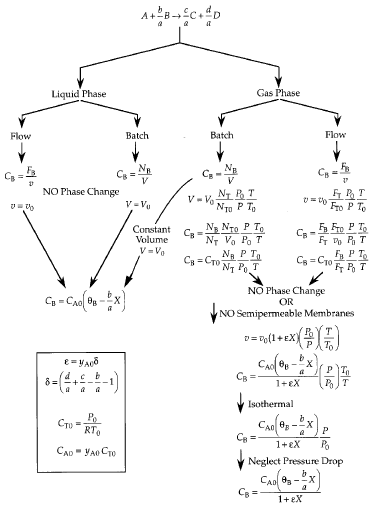 A + b/a B → c/a C + d/a D
Liquid Phase
Gas Phase
Flow
Batch
Batch
Flow
C_B = F_B/v
C_B = N_B/V
C_B = N_B/V
C_B = F_B/v
NO Phase Change
v = v_0
V = V_0
V = V_0 N_T/N_T0 P_0/P T/T_0
v = v_0 F_T/F_T0 P_0/P T/T_0
Constant
Volume
V = V_0
C_B = N_B/N_T N_T0/V_0 P/P_0 T_0/T
C_B = F_B/F_T F_T0/v_0 P/P_0 T_0/T
C_B = C_T0 N_B/N_T P/P_0 T_0/T
C_B = C_T0 F_B/F_T P/P_0 T_0/T
C_B = C_A0(θ_B − b/a X)
NO Phase Change
OR
NO Semipermeable Membranes
v = v_0(1 + εX)(P_0/P)(T/T_0)
C_B = C_A0(θ_B − b/a X)/(1 + εX) (P/P_0) T_0/T
Isothermal
C_B = C_A0(θ_B − b/a X)/(1 + εX) P/P_0
Neglect Pressure Drop
C_B = C_A0(θ_B − b/a X)/(1 + εX)
ε = y_A0 δ
δ = (d/a + c/a − b/a − 1)
C_T0 = P_0/RT_0
C_A0 = y_A0 C_T0